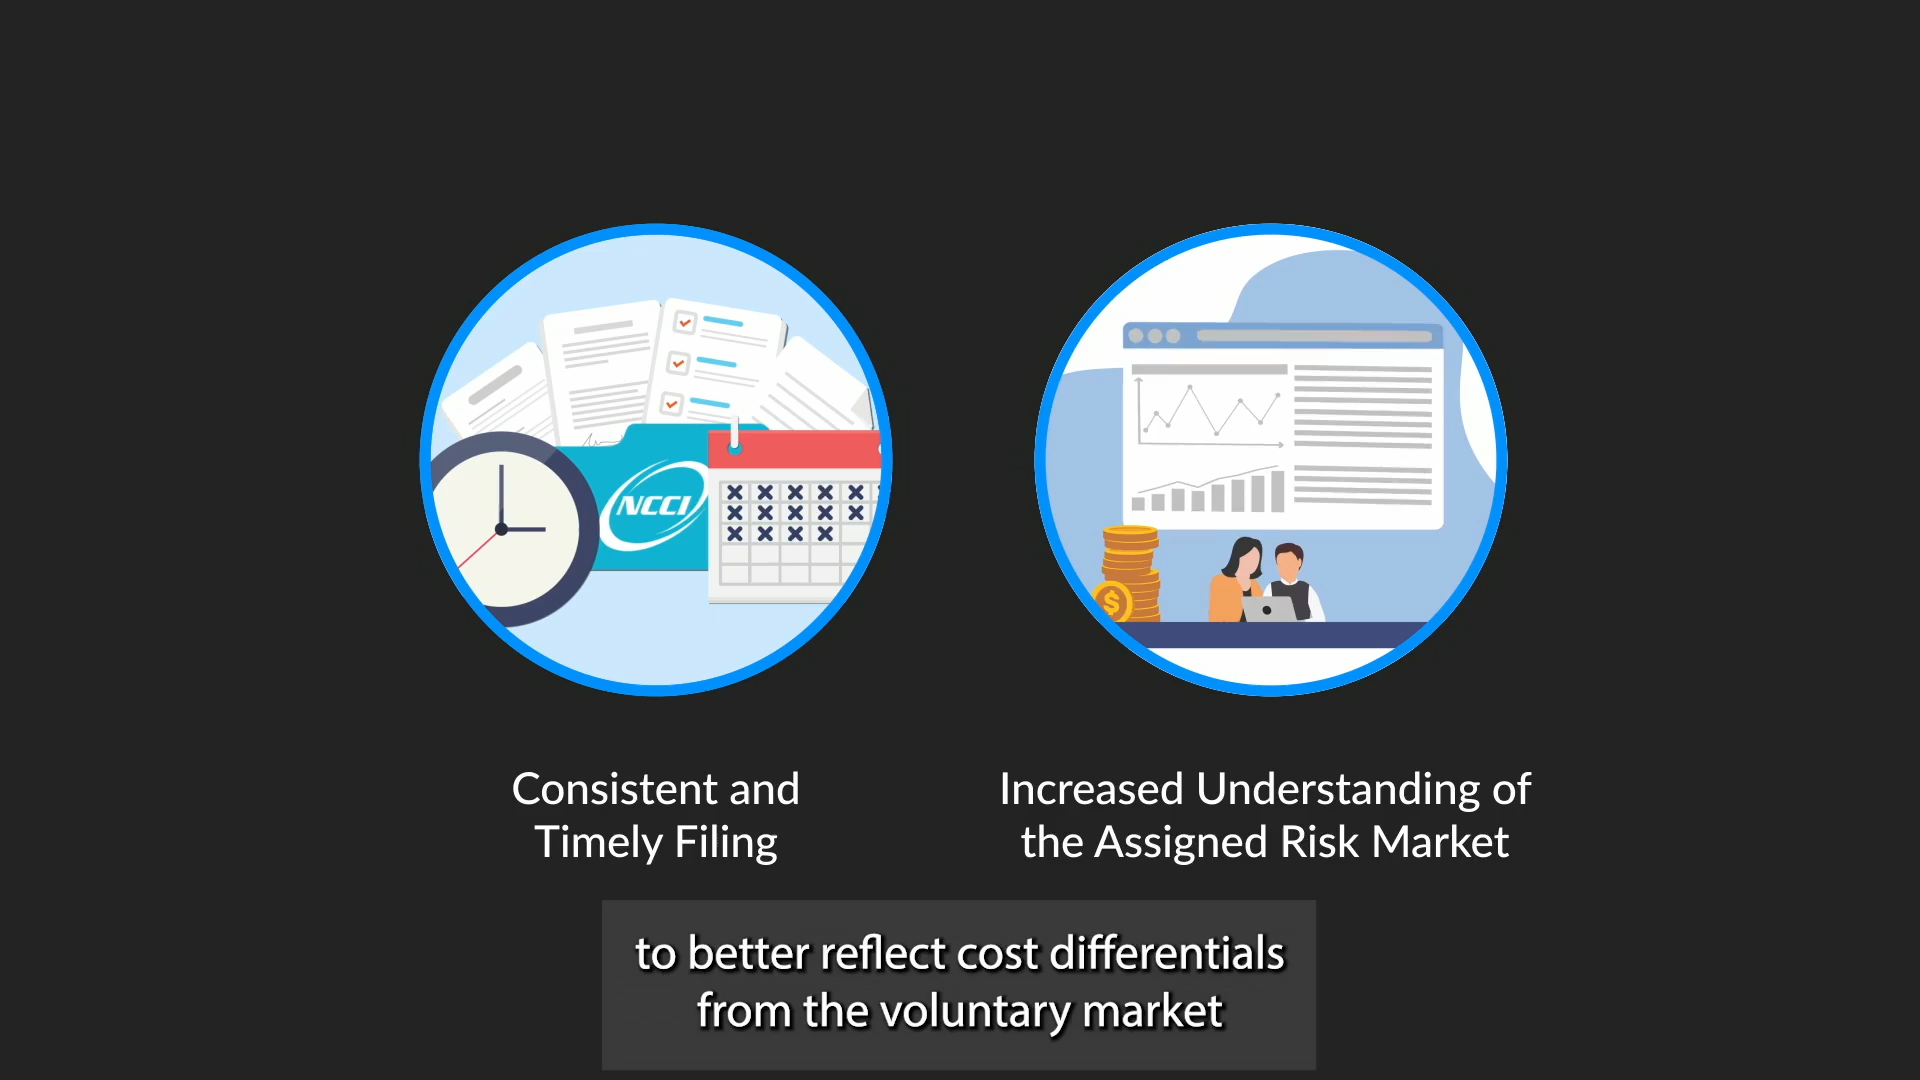 NCCI
$
Consistent and
Timely Filing
Increased Understanding of
the Assigned Risk Market
to better reflect cost differentials
from the voluntary market